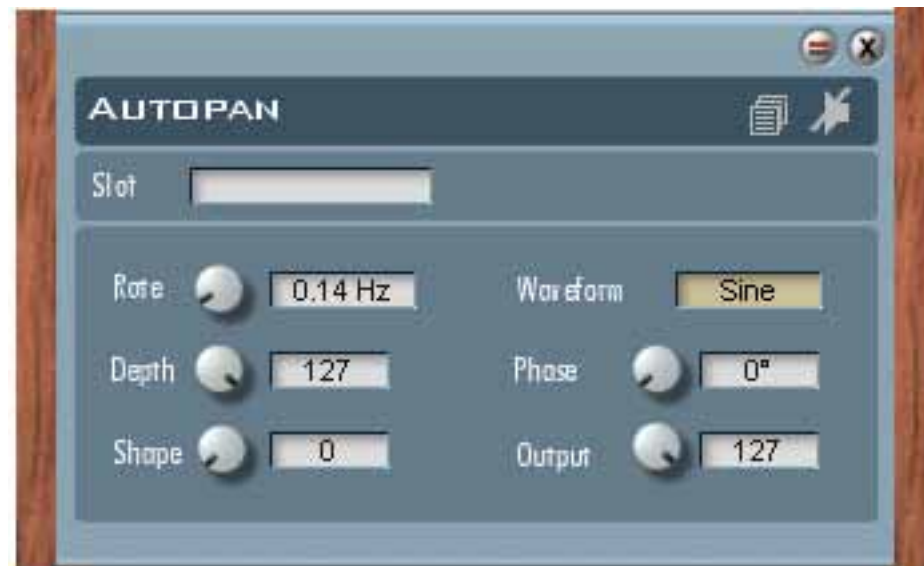 AUTOPAN
Slot
Rate 0.14 Hz Waveform Sine
Depth 127 Phase 0°
Shape 0 Output 127